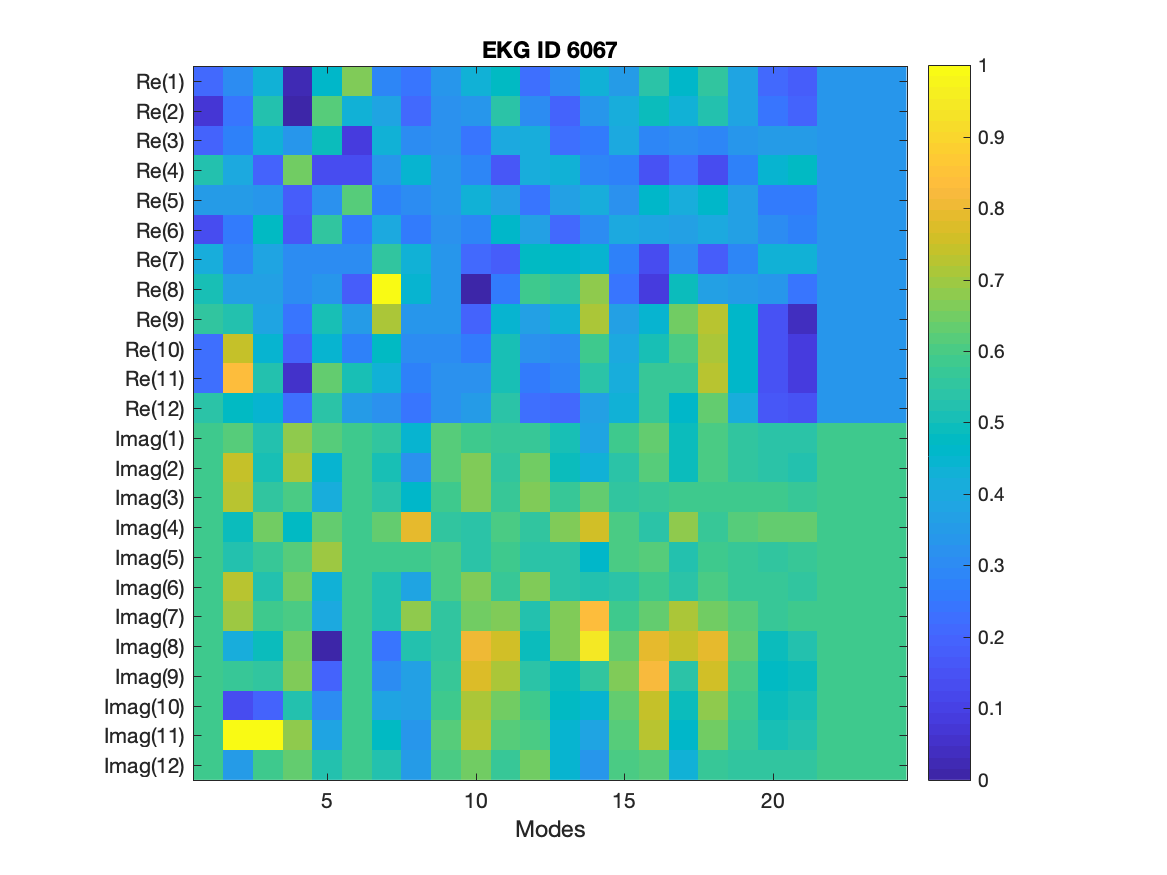 EKG ID 6067
Re(1)
Re(2)
Re(3)
Re(4)
Re(5)
Re(6)
Re(7)
Re(8)
Re(9)
Re(10)
Re(11)
Re(12)
Imag(1)
Imag(2)
Imag(3)
Imag(4)
Imag(5)
Imag(6)
Imag(7)
Imag(8)
Imag(9)
Imag(10)
Imag(11)
Imag(12)
5 10 15 20
Modes
1
0.9
0.8
0.7
0.6
0.5
0.4
0.3
0.2
0.1
0